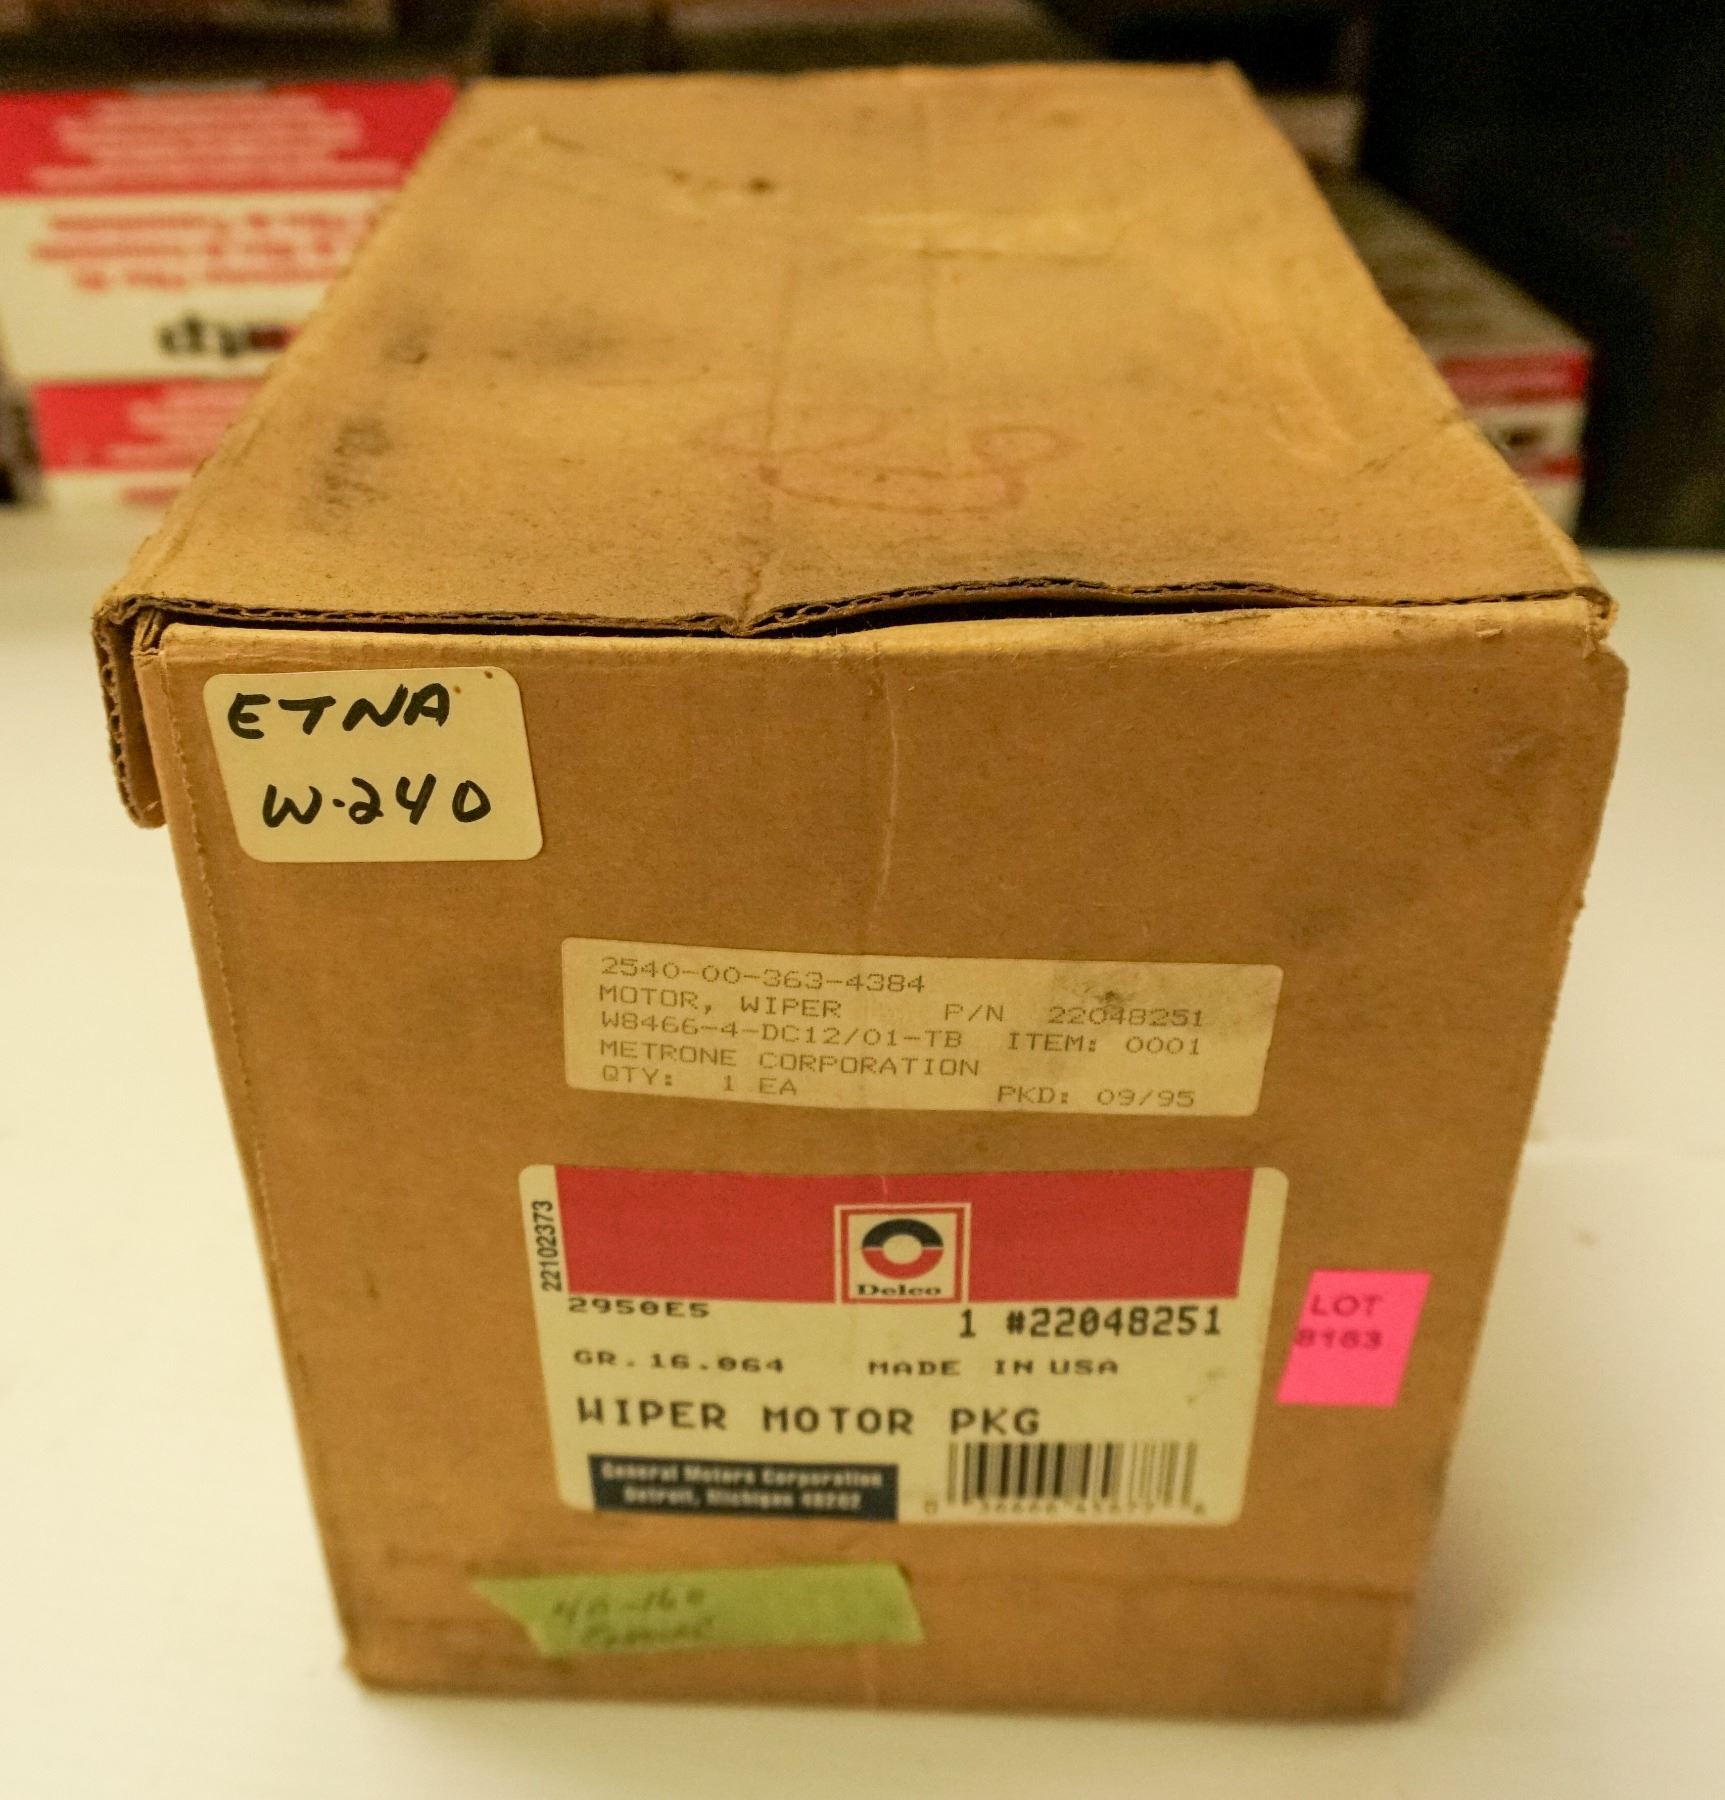 ETNA
W-240
2540-00-363-4384
MOTOR, WIPER P/N 22048251
W8466-4-DC12/01-TB ITEM: 0001
METRONE CORPORATION
QTY: 1 EA PKD: 09/95
22102373
Delco
2950E5
1 #22048251
GR.16.064 MADE IN USA
WIPER MOTOR PKG
General Motors Corporation
Detroit, Michigan 48202
LOT
8163
40-160